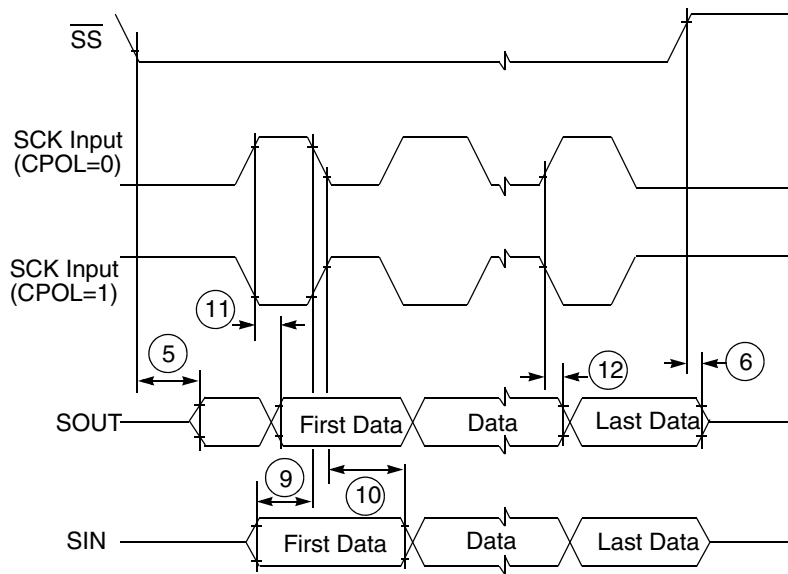 SS
SCK Input
(CPOL=0)
SCK Input
(CPOL=1)
11
5
12
6
SOUT
First Data
Data
Last Data
9
10
SIN
First Data
Data
Last Data